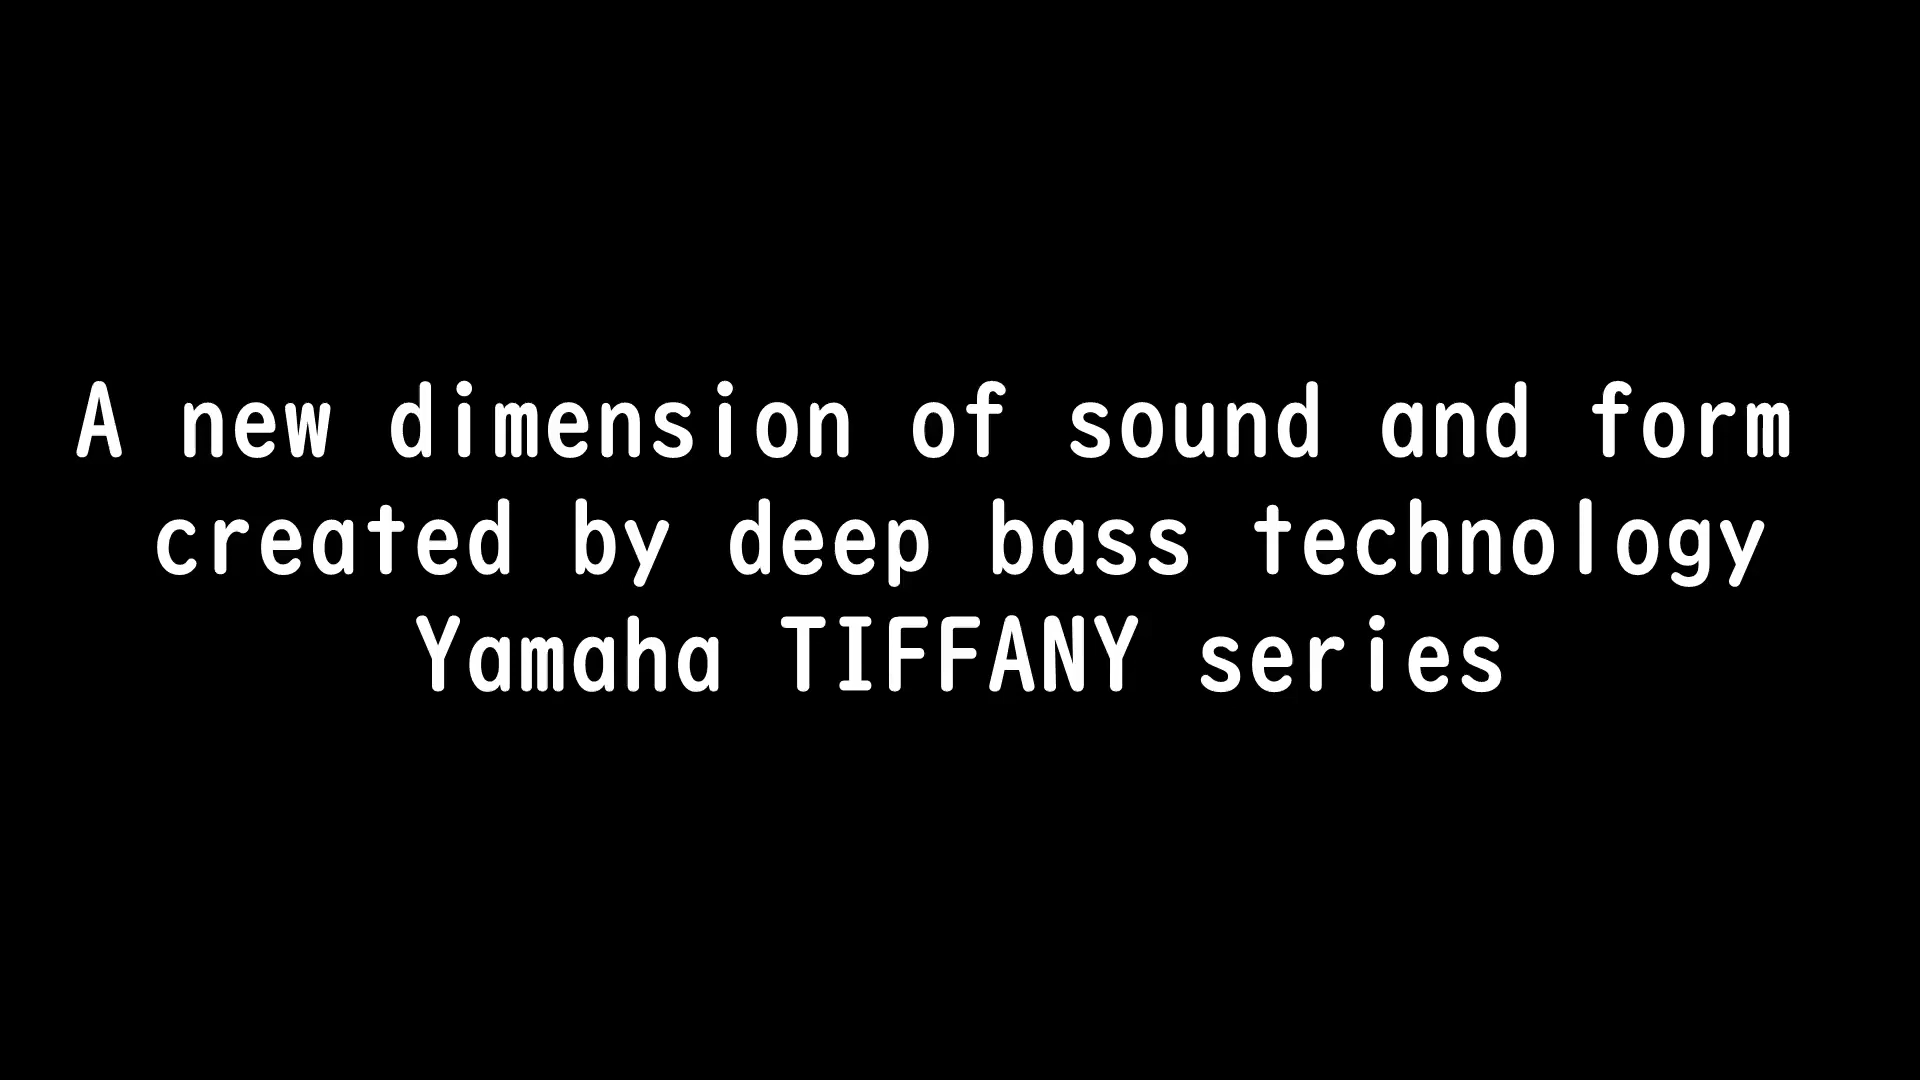 A new dimension of sound and form
created by deep bass technology
Yamaha TIFFANY series